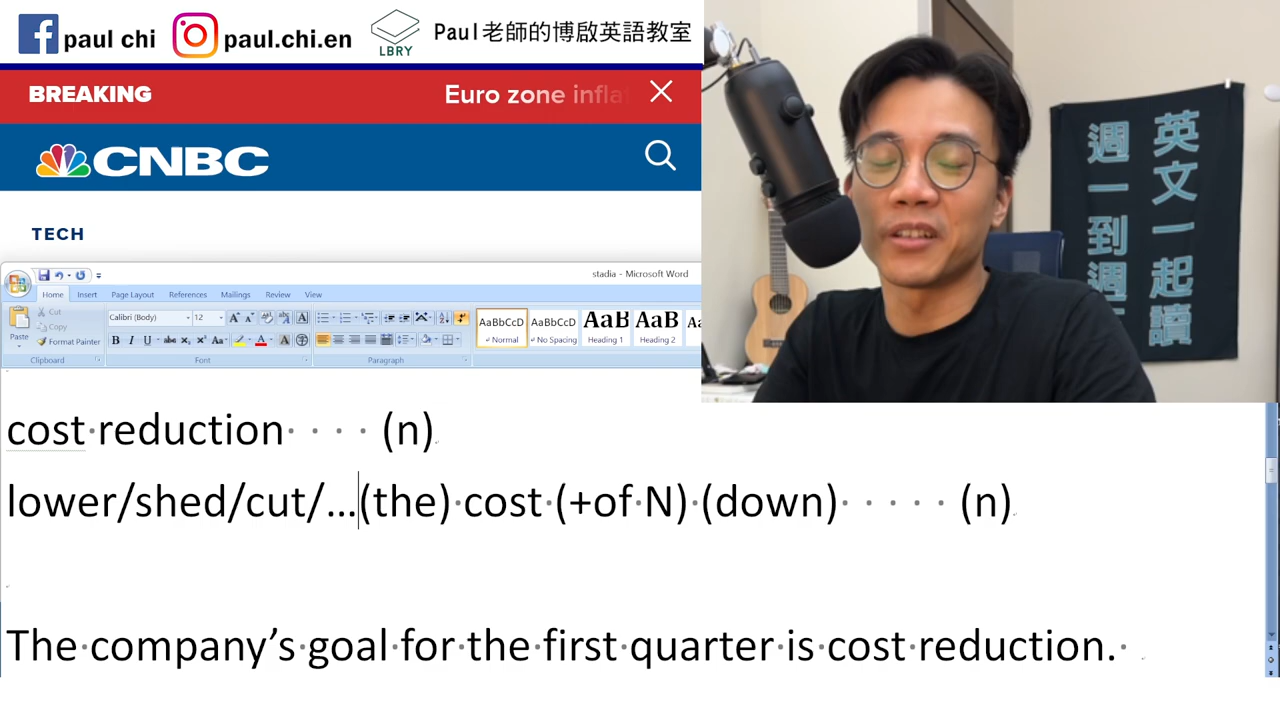 paul chi
paul.chi.en
LBRY
Paul老師的博啟英語教室
BREAKING
Euro zone infla
CNBC
TECH
stadia - Microsoft Word
Home Insert Page Layout References Mailings Review View
Cut
Copy
Format Painter
Paste
Clipboard
Calibri (Body) 12
Font
Paragraph
AaBbCcD AaBbCcD AaB AaB
Normal No Spacing Heading 1 Heading 2
cost reduction (n)
lower/shed/cut/...(the) cost (+of N) (down) (n)
The company's goal for the first quarter is cost reduction.
英文一起讀
週一到週